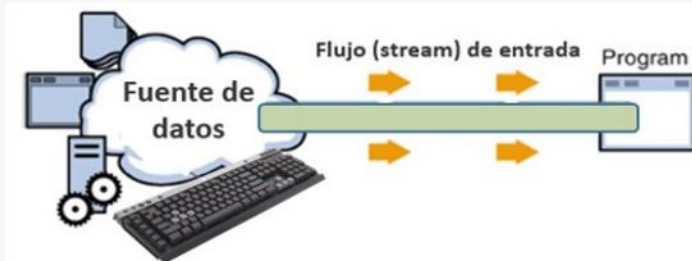 Flujo (stream) de entrada
Program
Fuente de
datos